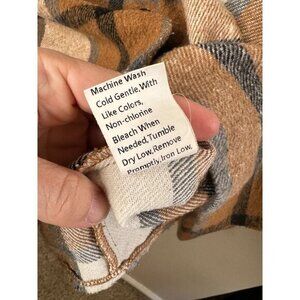 Machine Wash
Cold Gentle,With
Like Colors,
Non-chlorine
Bleach When
Needed,Tumble
Dry Low,Remove
Promptly,Iron Low,